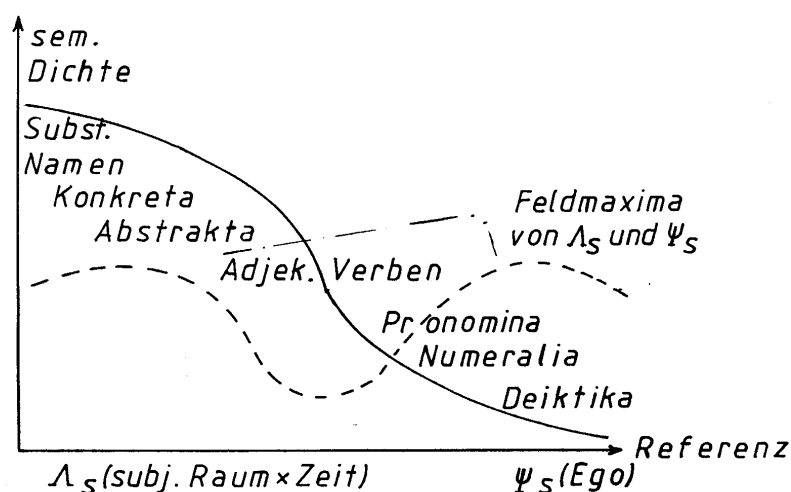 sem.
Dichte
Subst.
Namen
Konkreta
Abstrakta
Adjek. Verben
Pronomina
Numeralia
Deiktika
Feldmaxima
von Λs und Ψs
Referenz
Λs (subj. Raum × Zeit)
Ψs (Ego)